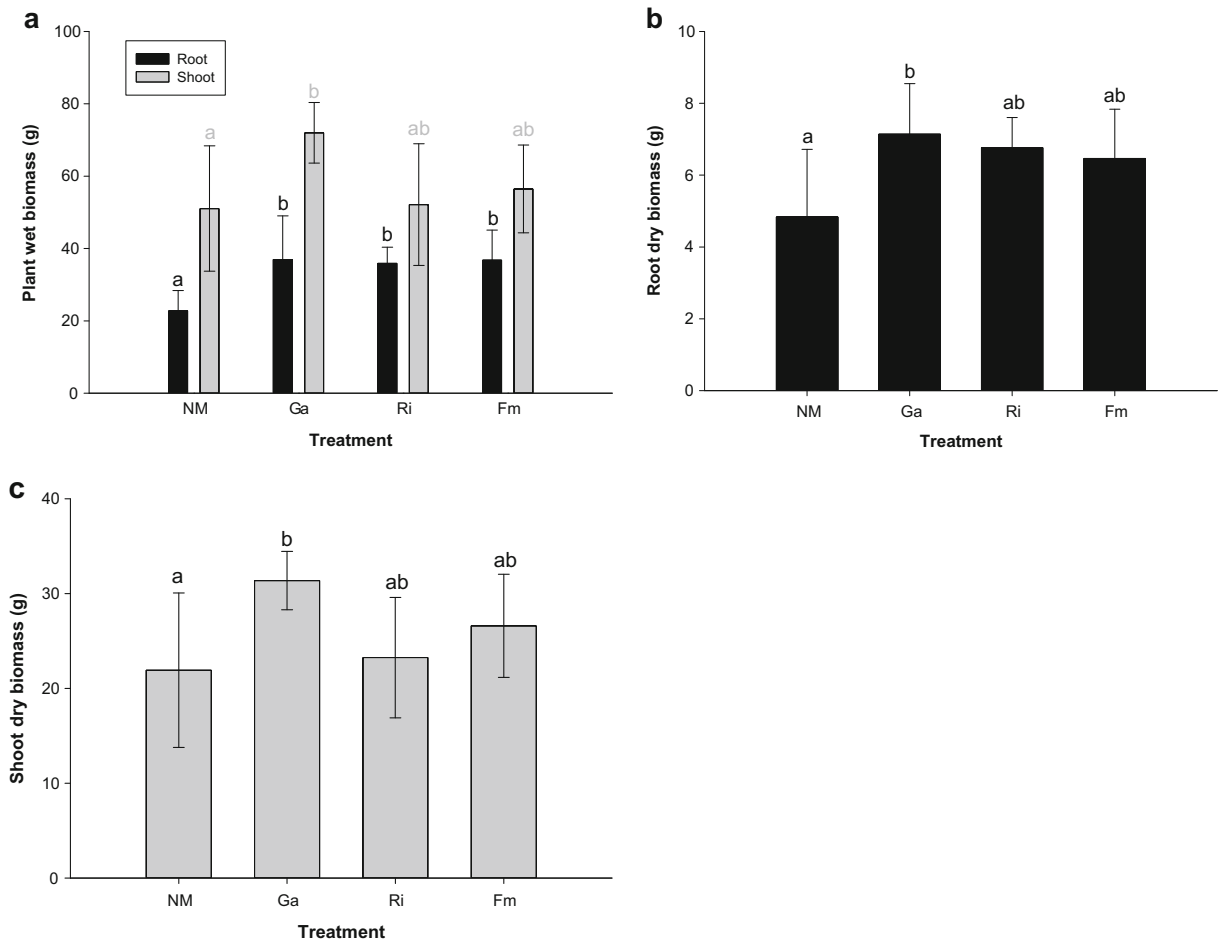 a
100
80
60
40
20
0
Plant wet biomass (g)
Root
Shoot
a
a
b
b
b
ab
b
ab
NM
Ga
Ri
Fm
Treatment
b
10
8
6
4
2
0
Root dry biomass (g)
a
b
ab
ab
NM
Ga
Ri
Fm
Treatment
c
40
30
20
10
0
Shoot dry biomass (g)
a
b
ab
ab
NM
Ga
Ri
Fm
Treatment